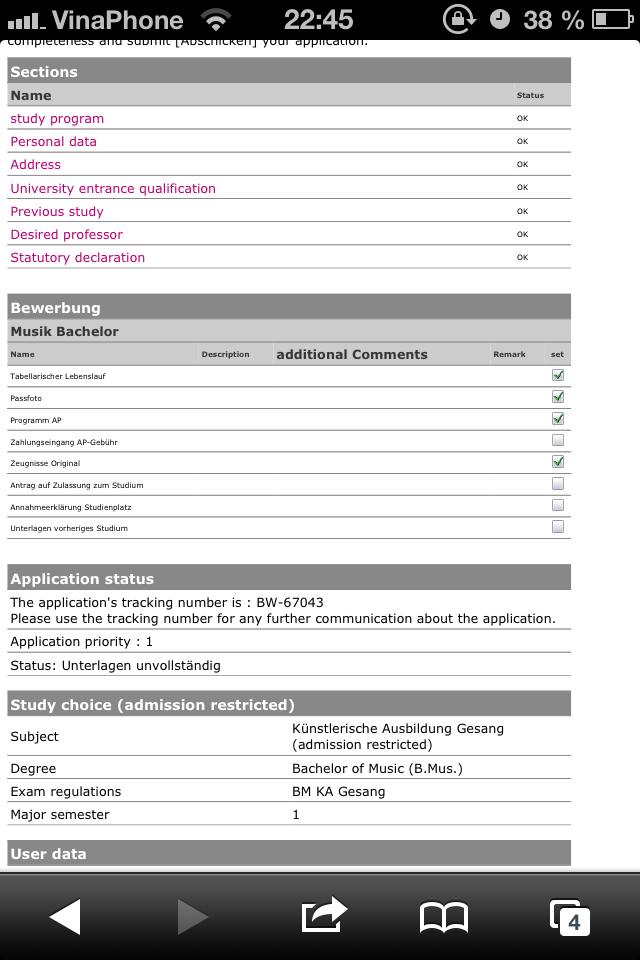 VinaPhone 22:45 38 %
completeness and submit [Abschicken] your application.
Sections
Name Status
study program OK
Personal data OK
Address OK
University entrance qualification OK
Previous study OK
Desired professor OK
Statutory declaration OK
Bewerbung
Musik Bachelor
Name Description additional Comments Remark set
Tabellarischer Lebenslauf
Passfoto
Programm AP
Zahlungseingang AP-Gebühr
Zeugnisse Original
Antrag auf Zulassung zum Studium
Annahmeerklärung Studienplatz
Unterlagen vorheriges Studium
Application status
The application's tracking number is : BW-67043
Please use the tracking number for any further communication about the application.
Application priority : 1
Status: Unterlagen unvollständig
Study choice (admission restricted)
Subject Künstlerische Ausbildung Gesang
(admission restricted)
Degree Bachelor of Music (B.Mus.)
Exam regulations BM KA Gesang
Major semester 1
User data
4